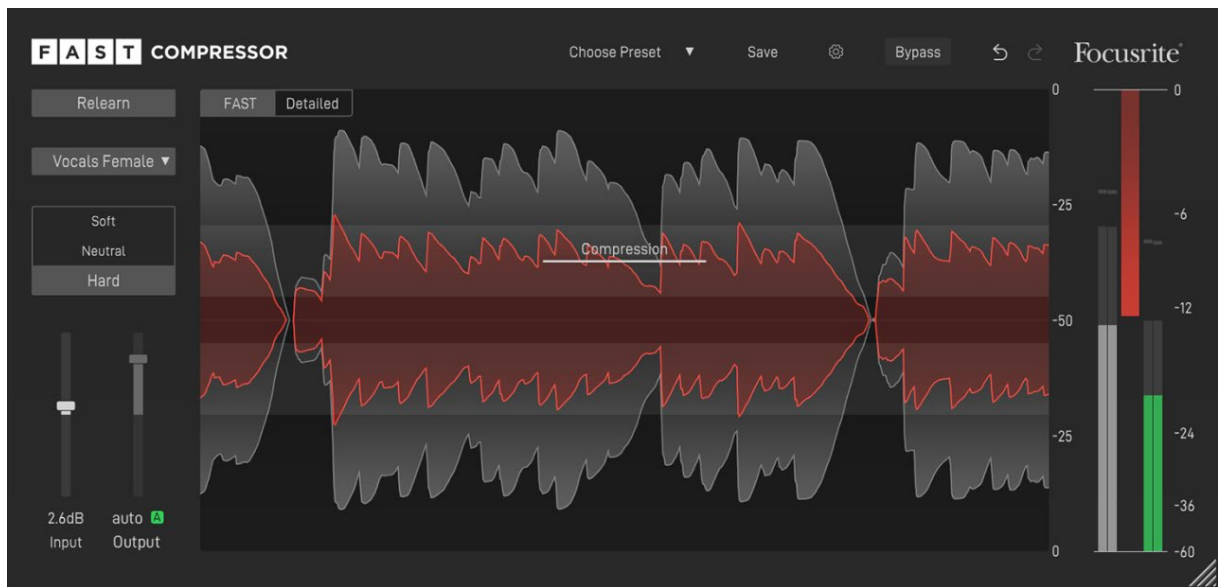 FAST COMPRESSOR
Choose Preset ▼ Save Bypass
Focusrite®
Relearn
FAST Detailed
Vocals Female ▼
Soft
Neutral
Hard
Compression
2.6dB auto A
Input Output
0
-25
-50
-25
0
0
-6
-12
-24
-36
-60